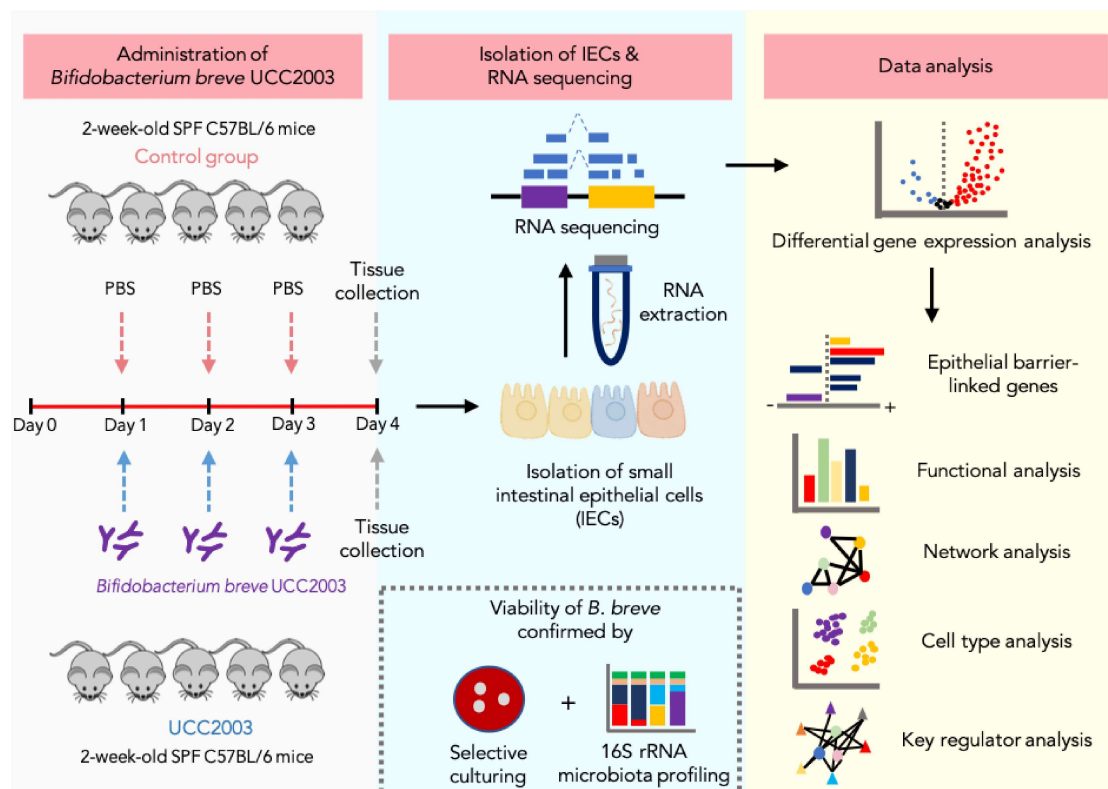 Administration of
Bifidobacterium breve UCC2003
2-week-old SPF C57BL/6 mice
Control group
PBS
PBS
PBS
Tissue
collection
Day 0
Day 1
Day 2
Day 3
Day 4
Tissue
collection
Bifidobacterium breve UCC2003
UCC2003
2-week-old SPF C57BL/6 mice
Isolation of IECs &
RNA sequencing
RNA sequencing
RNA
extraction
Isolation of small
intestinal epithelial cells
(IECs)
Viability of B. breve
confirmed by
+
Selective
culturing
16S rRNA
microbiota profiling
Data analysis
Differential gene expression analysis
Epithelial barrier-
linked genes
-
+
Functional analysis
Network analysis
Cell type analysis
Key regulator analysis